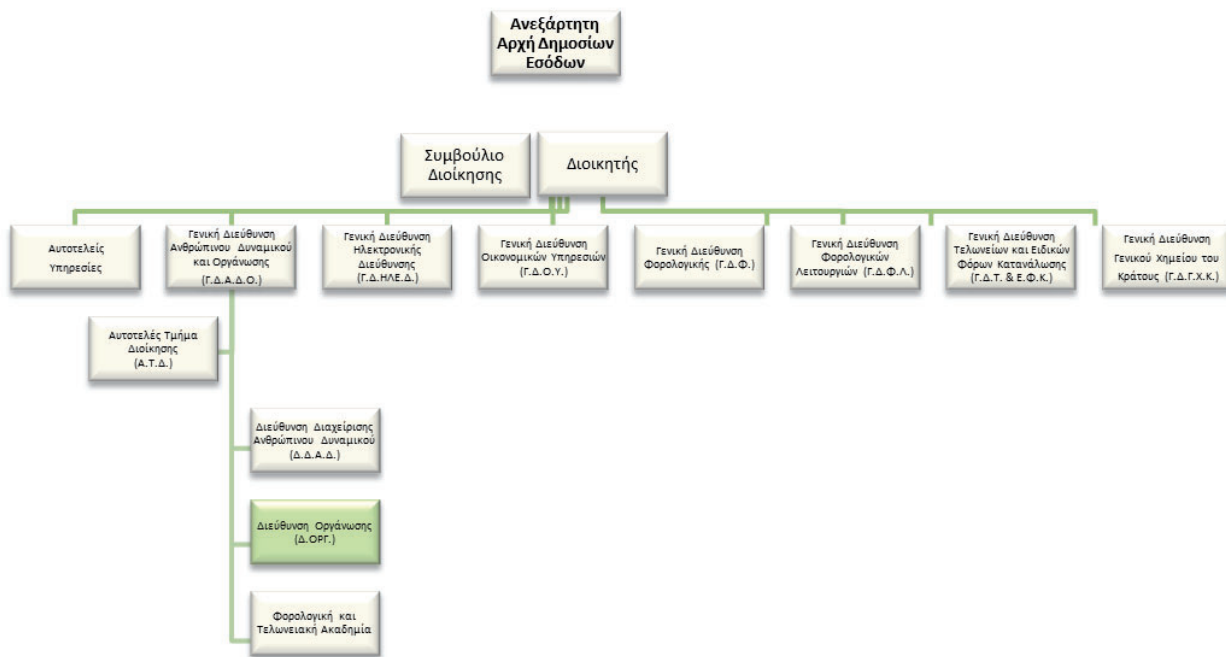 Ανεξάρτητη
Αρχή Δημοσίων
Εσόδων
Συμβούλιο
Διοίκησης
Διοικητής
Αυτοτελείς
Υπηρεσίες
Γενική Διεύθυνση
Ανθρώπινου Δυναμικού
και Οργάνωσης
(Γ.Δ.Α.Δ.Ο.)
Γενική Διεύθυνση
Ηλεκτρονικής
Διεύθυνσης
(Γ.Δ.ΗΛΕ.Δ.)
Γενική Διεύθυνση
Οικονομικών Υπηρεσιών
(Γ.Δ.Ο.Υ.)
Γενική Διεύθυνση
Φορολογικής (Γ.Δ.Φ.)
Γενική Διεύθυνση
Φορολογικών
Λειτουργιών (Γ.Δ.Φ.Λ.)
Γενική Διεύθυνση
Τελωνείων και Ειδικών
Φόρων Κατανάλωσης
(Γ.Δ.Τ. & Ε.Φ.Κ.)
Γενική Διεύθυνση
Γενικού Χημείου του
Κράτους (Γ.Δ.Γ.Χ.Κ.)
Αυτοτελές Τμήμα
Διοίκησης
(Α.Τ.Δ.)
Διεύθυνση Διαχείρισης
Ανθρώπινου Δυναμικού
(Δ.Δ.Α.Δ.)
Διεύθυνση Οργάνωσης
(Δ.ΟΡΓ.)
Φορολογική και
Τελωνειακή Ακαδημία